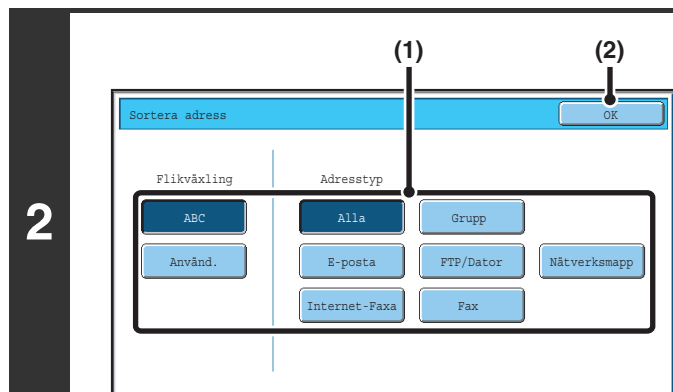 (1) (2)
Sortera adress OK
Flikväxling Adresstyp
2
ABC Alla Grupp
Använd. E-posta FTP/Dator Nätverksmapp
Internet-Faxa Fax